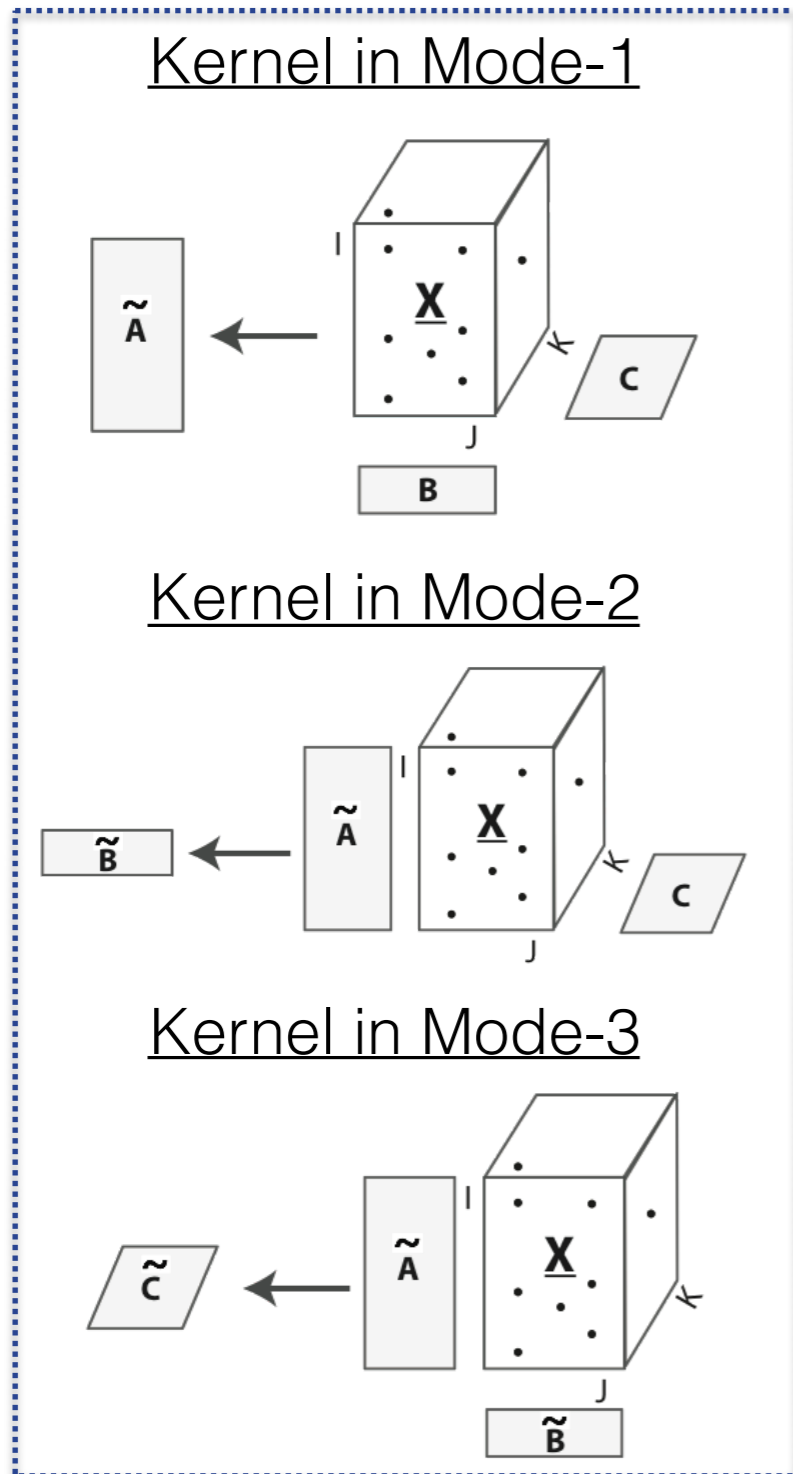 Kernel in Mode-1
I
Ã
X
K
C
J
B
Kernel in Mode-2
I
Ã
X
B̃
K
C
J
Kernel in Mode-3
I
Ã
X
C̃
K
J
B̃